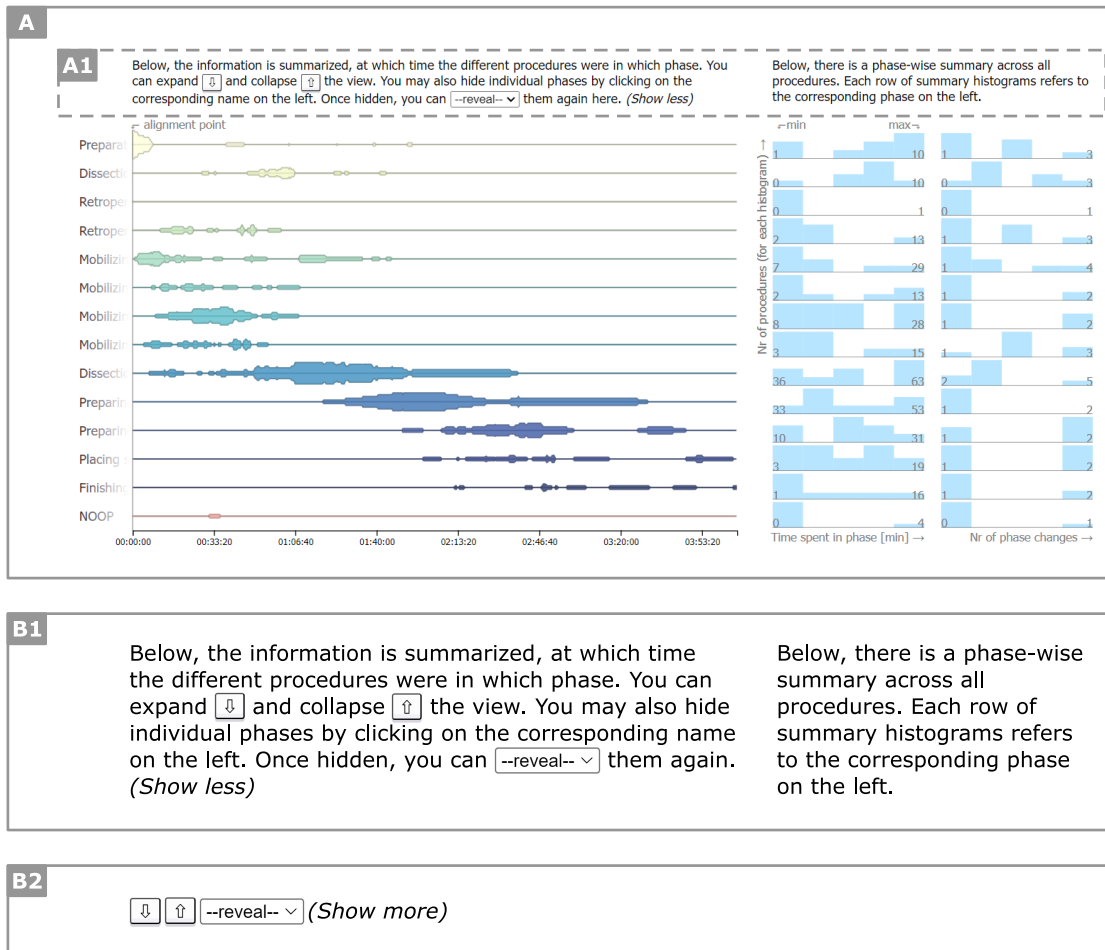 A
A1
Below, the information is summarized, at which time the different procedures were in which phase. You
can expand ⇩ and collapse ⇧ the view. You may also hide individual phases by clicking on the
corresponding name on the left. Once hidden, you can --reveal-- them again here. (Show less)
Below, there is a phase-wise summary across all
procedures. Each row of summary histograms refers to
the corresponding phase on the left.
alignment point
min max
Prepara
Dissectio
Retrope
Retrope
Mobilizin
Mobilizin
Mobilizin
Mobilizin
Dissectio
Preparin
Preparin
Placing
Finishing
NOOP
00:00:00 00:33:20 01:06:40 01:40:00 02:13:20 02:46:40 03:20:00 03:53:20
Nr of procedures (for each histogram) →
1 10 1 3
0 10 0 3
0 1 0 1
2 13 1 3
7 29 1 4
2 13 1 2
8 28 1 2
3 15 1 3
36 63 2 5
33 53 1 2
10 31 1 2
3 19 1 2
1 16 1 2
0 4 0 1
Time spent in phase [min] →
Nr of phase changes →
B1
Below, the information is summarized, at which time
the different procedures were in which phase. You can
expand ⇩ and collapse ⇧ the view. You may also hide
individual phases by clicking on the corresponding name
on the left. Once hidden, you can --reveal-- them again.
(Show less)
Below, there is a phase-wise
summary across all
procedures. Each row of
summary histograms refers
to the corresponding phase
on the left.
B2
⇩ ⇧ --reveal-- (Show more)